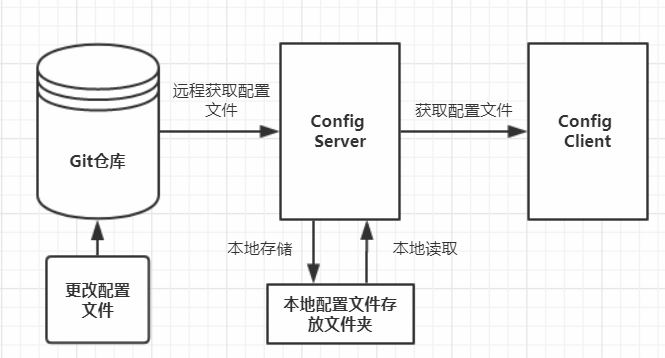 远程获取配置
文件
Git仓库
Config
Server
获取配置文件
Config
Client
本地存储
本地读取
更改配置
文件
本地配置文件存
放文件夹